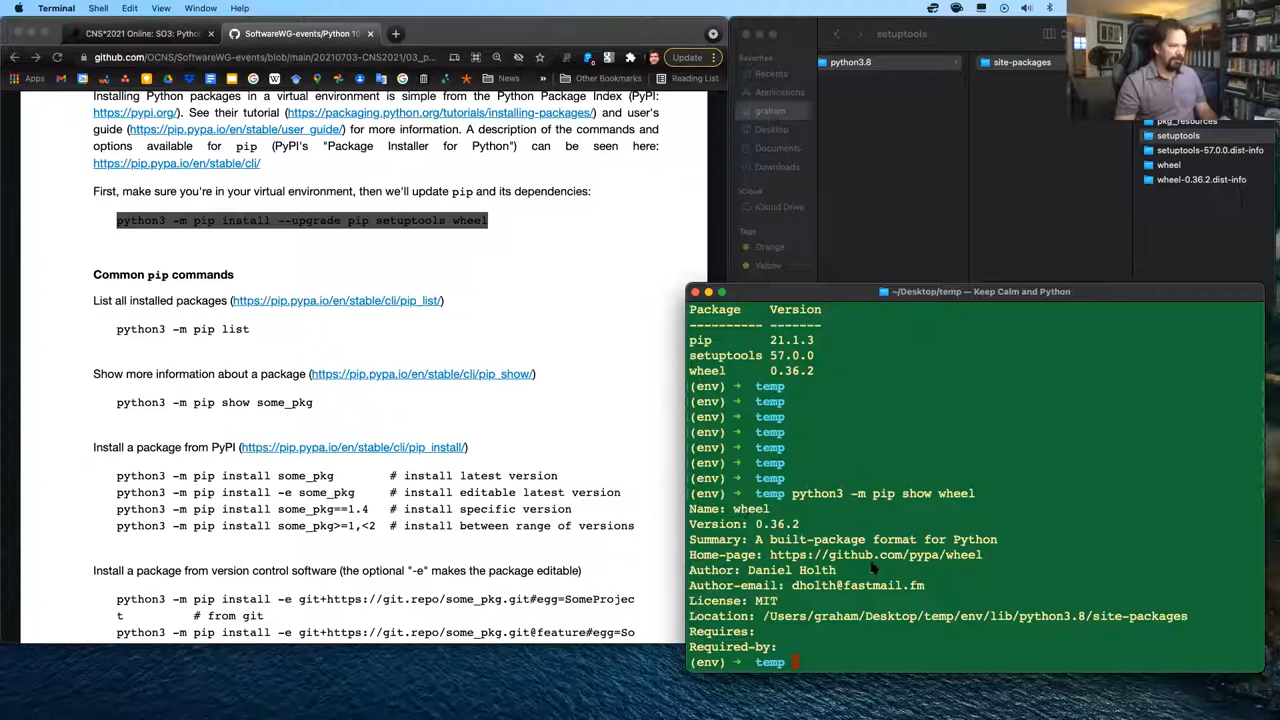 Terminal Shell Edit View Window Help
CNS*2021 Online: SO3: Python
SoftwareWG-events/Python 10
github.com/OCNS/SoftwareWG-events/blob/main/20210703-CNS2021/03_p...
Update
Apps
News
Other Bookmarks
Reading List
Installing Python packages in a virtual environment is simple from the Python Package Index (PyPI:
https://pypi.org/). See their tutorial (https://packaging.python.org/tutorials/installing-packages/) and user's
guide (https://pip.pypa.io/en/stable/user_guide/) for more information. A description of the commands and
options available for pip (PyPI's "Package Installer for Python") can be seen here:
https://pip.pypa.io/en/stable/cli/
First, make sure you're in your virtual environment, then we'll update pip and its dependencies:
python3 -m pip install --upgrade pip setuptools wheel
Common pip commands
List all installed packages (https://pip.pypa.io/en/stable/cli/pip_list/)
python3 -m pip list
Show more information about a package (https://pip.pypa.io/en/stable/cli/pip_show/)
python3 -m pip show some_pkg
Install a package from PyPI (https://pip.pypa.io/en/stable/cli/pip_install/)
python3 -m pip install some_pkg # install latest version
python3 -m pip install -e some_pkg # install editable latest version
python3 -m pip install some_pkg==1.4 # install specific version
python3 -m pip install some_pkg>=1,<2 # install between range of versions
Install a package from version control software (the optional "-e" makes the package editable)
python3 -m pip install -e git+https://git.repo/some_pkg.git#egg=SomeProjec
t # from git
python3 -m pip install -e git+https://git.repo/some_pkg.git@feature#egg=So
setuptools
Favorites
Recents
Applications
graham
Desktop
Documents
Downloads
iCloud
iCloud Drive
Tags
Orange
Yellow
python3.8
site-packages
pkg_resources
setuptools
setuptools-57.0.0.dist-info
wheel
wheel-0.36.2.dist-info
~/Desktop/temp — Keep Calm and Python
Package Version
---------- -------
pip 21.1.3
setuptools 57.0.0
wheel 0.36.2
(env) → temp
(env) → temp
(env) → temp
(env) → temp
(env) → temp
(env) → temp
(env) → temp
(env) → temp python3 -m pip show wheel
Name: wheel
Version: 0.36.2
Summary: A built-package format for Python
Home-page: https://github.com/pypa/wheel
Author: Daniel Holth
Author-email: dholth@fastmail.fm
License: MIT
Location: /Users/graham/Desktop/temp/env/lib/python3.8/site-packages
Requires:
Required-by:
(env) → temp